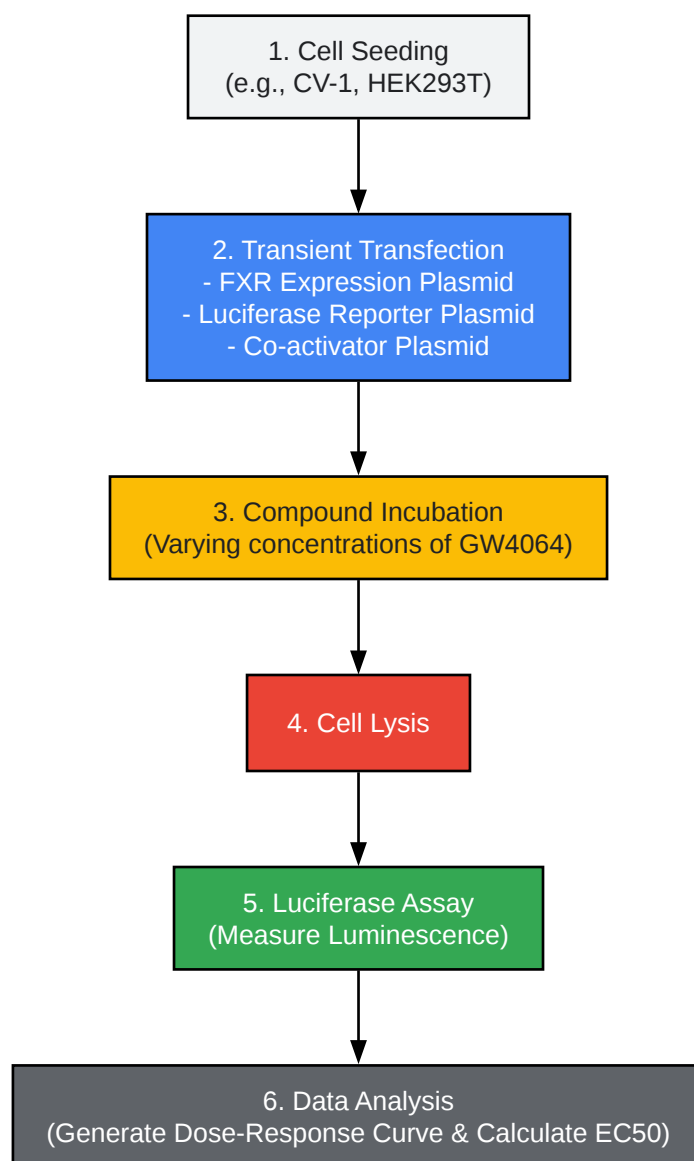 1. Cell Seeding
(e.g., CV-1, HEK293T)
2. Transient Transfection
- FXR Expression Plasmid
- Luciferase Reporter Plasmid
- Co-activator Plasmid
3. Compound Incubation
(Varying concentrations of GW4064)
4. Cell Lysis
5. Luciferase Assay
(Measure Luminescence)
6. Data Analysis
(Generate Dose-Response Curve & Calculate EC50)